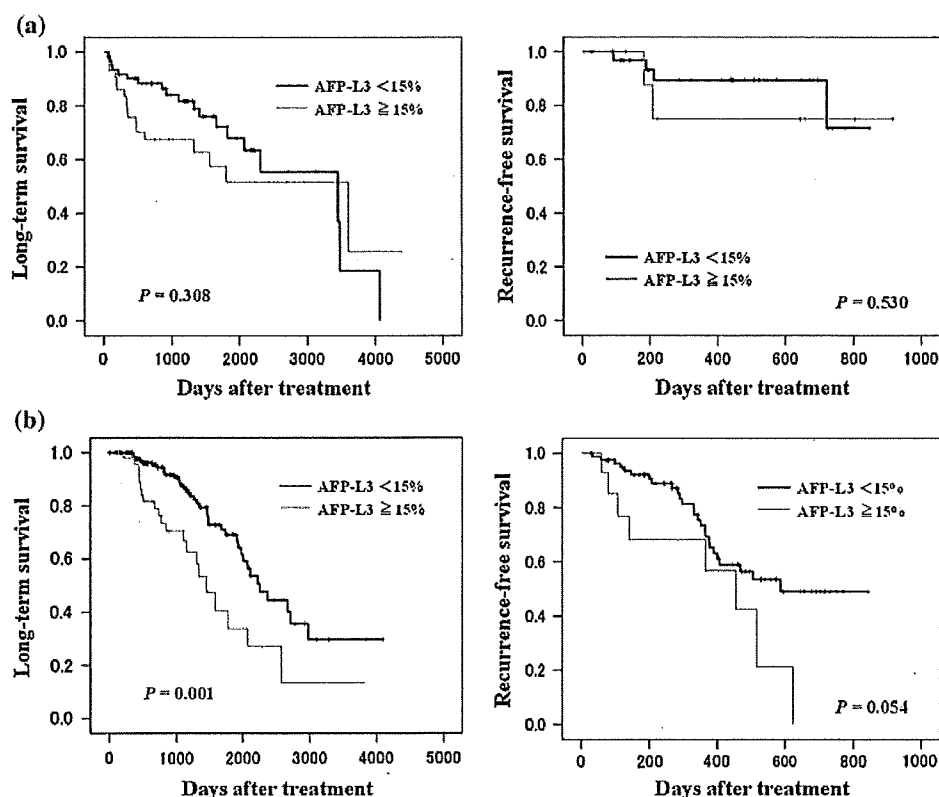 (a)
Long-term survival
1.0
0.8
0.6
0.4
0.2
0.0
AFP-L3 <15%
AFP-L3 ≧15%
P = 0.308
0 1000 2000 3000 4000 5000
Days after treatment
Recurrence-free survival
1.0
0.8
0.6
0.4
0.2
0.0
AFP-L3 <15%
AFP-L3 ≧15%
P = 0.530
0 200 400 600 800 1000
Days after treatment
(b)
Long-term survival
1.0
0.8
0.6
0.4
0.2
0.0
AFP-L3 <15%
AFP-L3 ≧15%
P = 0.001
0 1000 2000 3000 4000 5000
Days after treatment
Recurrence-free survival
1.0
0.8
0.6
0.4
0.2
0.0
AFP-L3 <15%
AFP-L3 ≧15%
P = 0.054
0 200 400 600 800 1000
Days after treatment